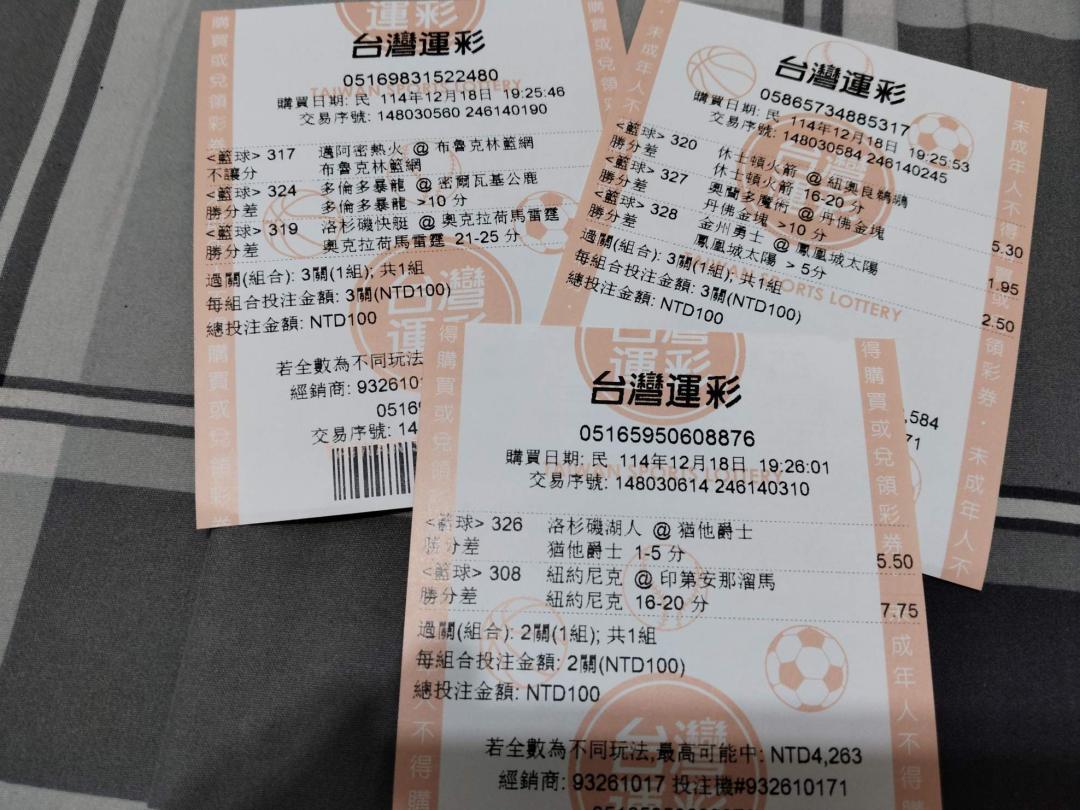 台灣運彩
05169831522480
購買日期: 民 114年12月18日 19:25:46
交易序號: 148030560 246140190
<籃球> 317 邁阿密熱火 @ 布魯克林籃網
不讓分 布魯克林籃網
<籃球> 324 多倫多暴龍 @ 密爾瓦基公鹿
勝分差 多倫多暴龍 >10 分
<籃球> 319 洛杉磯快艇 @ 奧克拉荷馬雷霆
勝分差 奧克拉荷馬雷霆 21-25 分
過關(組合): 3關(1組); 共1組
每組合投注金額: 3關(NTD100)
總投注金額: NTD100
若全數為不同玩法
經銷商: 9326101
0516
交易序號: 14
台灣運彩
05865734885317
購買日期: 民 114年12月18日 19:25:53
交易序號: 148030584 246140245
<籃球> 320 休士頓火箭 @ 紐奧良鵜鶘
勝分差 休士頓火箭 16-20 分 5.30
<籃球> 327 奧蘭多魔術 @ 丹佛金塊
勝分差 丹佛金塊 >10 分 1.95
<籃球> 328 金州勇士 @ 鳳凰城太陽
勝分差 鳳凰城太陽 > 5分 2.50
過關(組合): 3關(1組); 共1組
每組合投注金額: 3關(NTD100)
總投注金額: NTD100
,584
71
台灣運彩
05165950608876
購買日期: 民 114年12月18日 19:26:01
交易序號: 148030614 246140310
<籃球> 326 洛杉磯湖人 @ 猶他爵士
勝分差 猶他爵士 1-5 分 5.50
<籃球> 308 紐約尼克 @ 印第安那溜馬
勝分差 紐約尼克 16-20 分 7.75
過關(組合): 2關(1組); 共1組
每組合投注金額: 2關(NTD100)
總投注金額: NTD100
若全數為不同玩法,最高可能中: NTD4,263
經銷商: 93261017 投注機#932610171